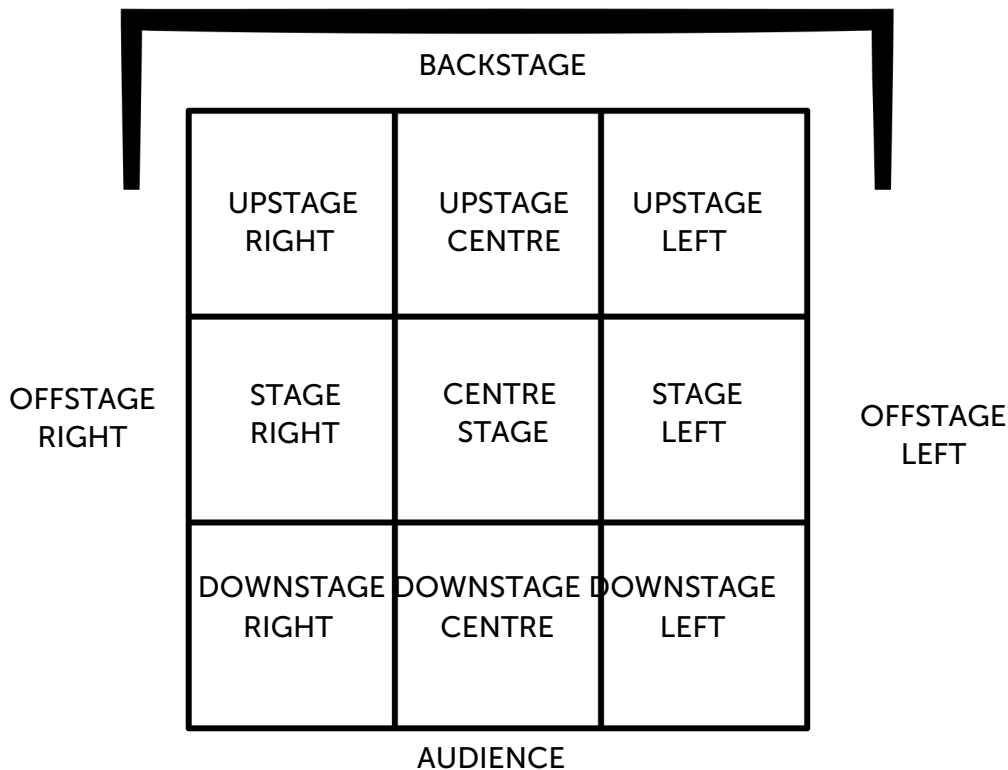 BACKSTAGE
UPSTAGE
RIGHT
UPSTAGE
CENTRE
UPSTAGE
LEFT
OFFSTAGE
RIGHT
STAGE
RIGHT
CENTRE
STAGE
STAGE
LEFT
OFFSTAGE
LEFT
DOWNSTAGE
RIGHT
DOWNSTAGE
CENTRE
DOWNSTAGE
LEFT
AUDIENCE